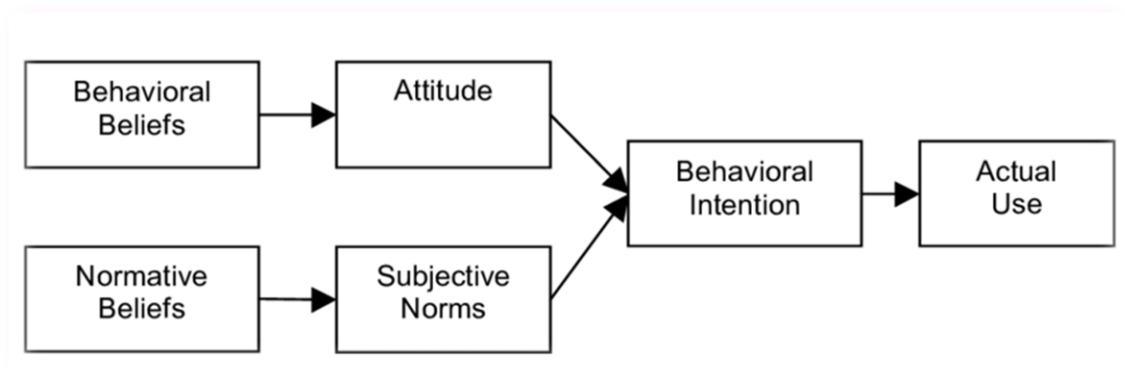 Behavioral
Beliefs
Attitude
Behavioral
Intention
Actual
Use
Normative
Beliefs
Subjective
Norms